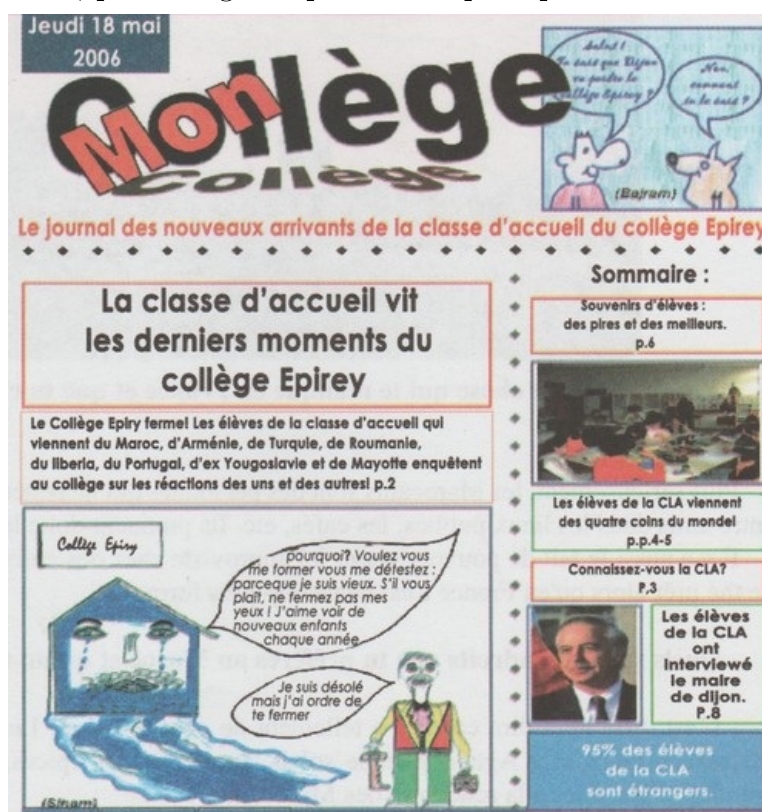 Jeudi 18 mai
2006
Mon Collège
Collège
Salut !
Tu sais que Dijon
va perdre le
Collège Epirey ?
Non,
comment
tu le sais ?
(Bajram)
Le journal des nouveaux arrivants de la classe d'accueil du collège Epirey
La classe d'accueil vit
les derniers moments du
collège Epirey
Le Collège Epiry ferme! Les élèves de la classe d'accueil qui
viennent du Maroc, d'Arménie, de Turquie, de Roumanie,
du liberia, du Portugal, d'ex Yougoslavie et de Mayotte enquêtent
au collège sur les réactions des uns et des autres! p.2
Collège Epiry
pourquoi? Voulez vous
me former vous me détestez :
parceque je suis vieux. S'il vous
plaît, ne fermez pas mes
yeux ! J'aime voir de
nouveaux enfants
chaque année
Je suis désolé
mais j'ai ordre de
te fermer
(Sinam)
Sommaire :
Souvenirs d'élèves :
des pires et des meilleurs.
p.6
Les élèves de la CLA viennent
des quatre coins du monde!
p.p.4-5
Connaissez-vous la CLA?
P,3
Les élèves
de la CLA
ont
interviewé
le maire
de dijon.
P.8
95% des élèves
de la CLA
sont étrangers.